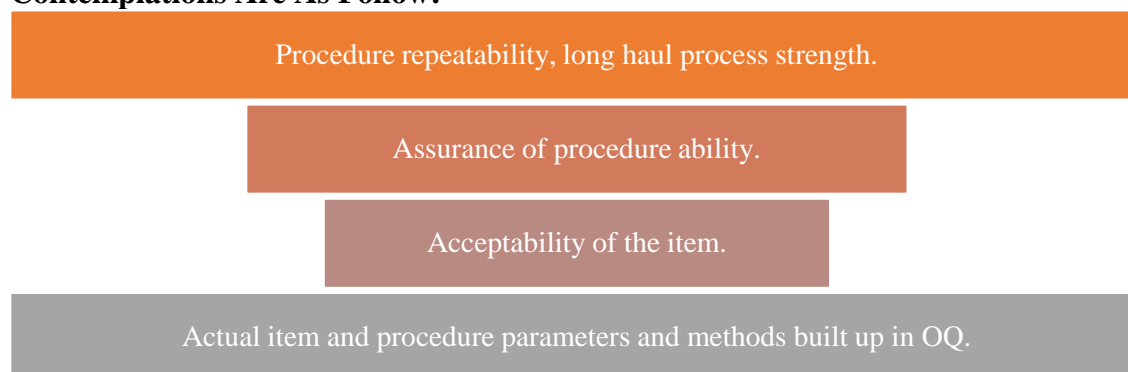 Contemplations Are As Follow:
Procedure repeatability, long haul process strength.
Assurance of procedure ability.
Acceptability of the item.
Actual item and procedure parameters and methods built up in OQ.